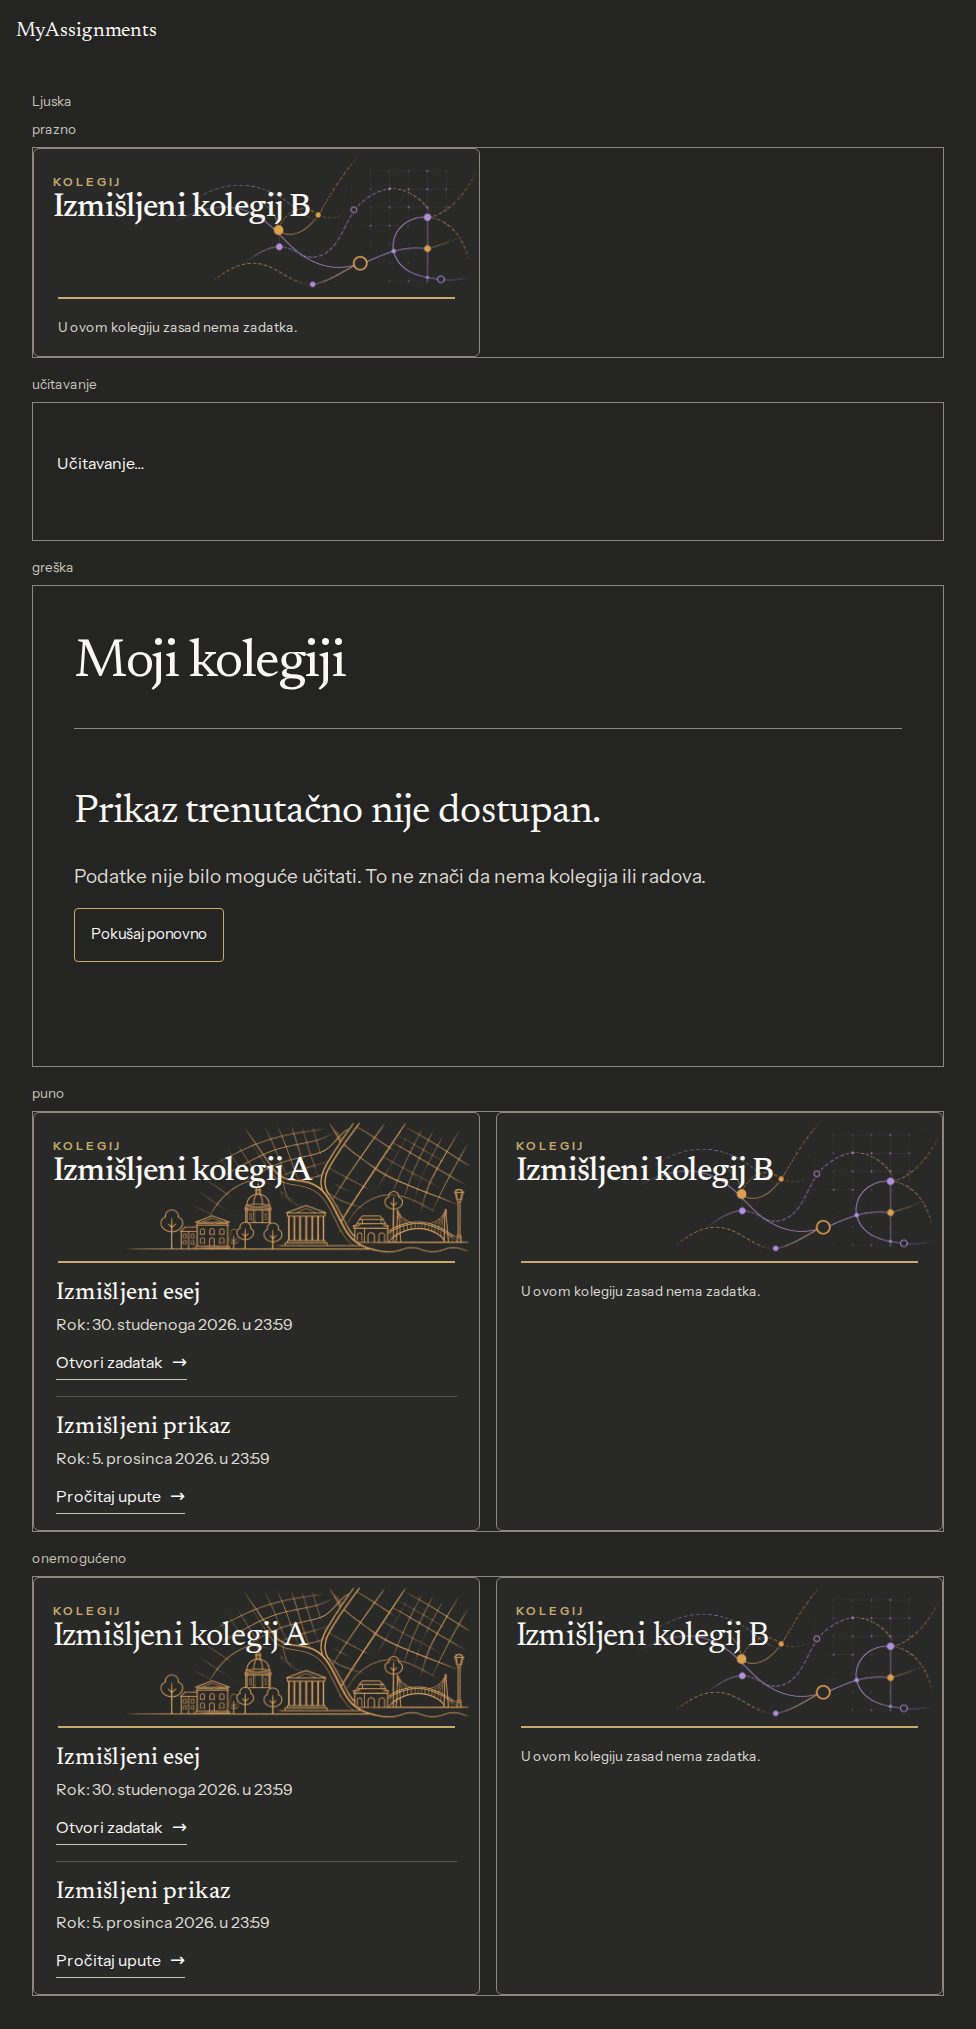 MyAssignments
Ljuska
prazno
KOLEGIJ
Izmišljeni kolegij B
U ovom kolegiju zasad nema zadatka.
učitavanje
Učitavanje...
greška
Moji kolegiji
Prikaz trenutačno nije dostupan.
Podatke nije bilo moguće učitati. To ne znači da nema kolegija ili radova.
Pokušaj ponovno
puno
KOLEGIJ
Izmišljeni kolegij A
Izmišljeni esej
Rok: 30. studenoga 2026. u 23:59
Otvori zadatak →
Izmišljeni prikaz
Rok: 5. prosinca 2026. u 23:59
Pročitaj upute →
KOLEGIJ
Izmišljeni kolegij B
U ovom kolegiju zasad nema zadatka.
onemogućeno
KOLEGIJ
Izmišljeni kolegij A
Izmišljeni esej
Rok: 30. studenoga 2026. u 23:59
Otvori zadatak →
Izmišljeni prikaz
Rok: 5. prosinca 2026. u 23:59
Pročitaj upute →
KOLEGIJ
Izmišljeni kolegij B
U ovom kolegiju zasad nema zadatka.